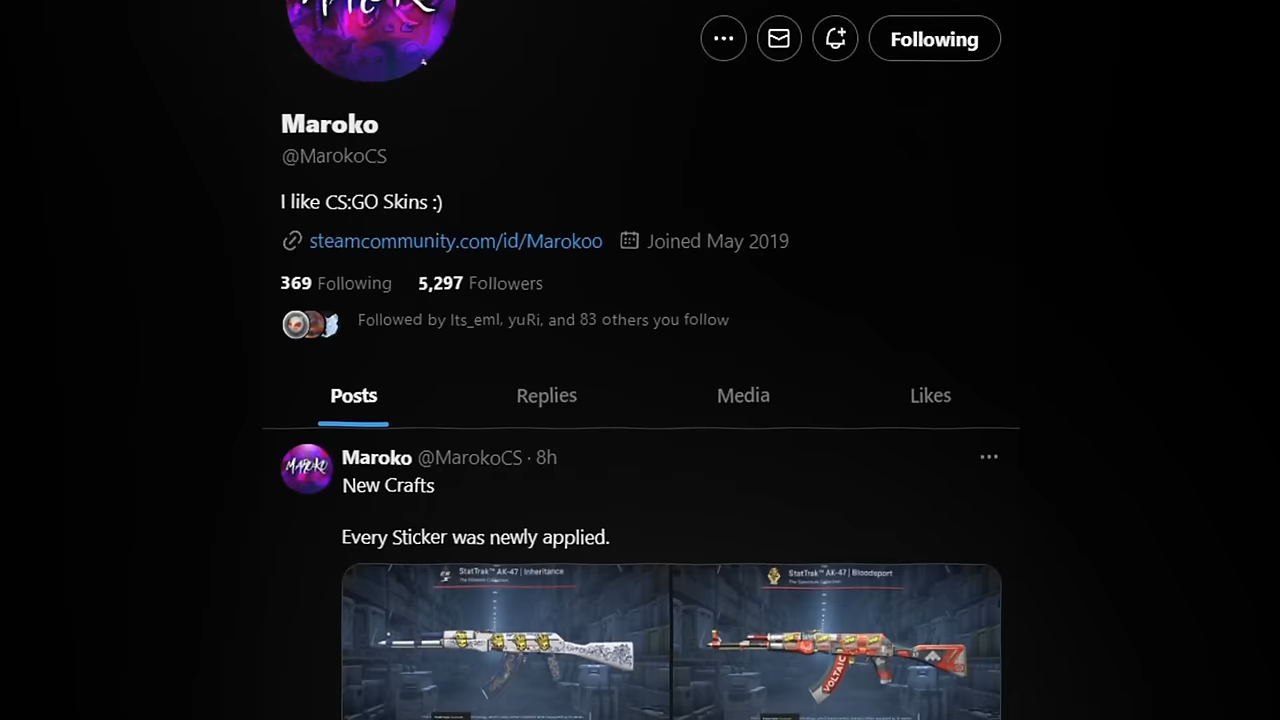 Following
Maroko
@MarokoCS
I like CS:GO Skins :)
steamcommunity.com/id/Marokoo Joined May 2019
369 Following 5,297 Followers
Followed by Its_eml, yuRi, and 83 others you follow
Posts Replies Media Likes
MAROKO
Maroko @MarokoCS · 8h
New Crafts
Every Sticker was newly applied.
StatTrak™ AK-47 | Inheritance
StatTrak™ AK-47 | Bloodsport
VOLTAIC